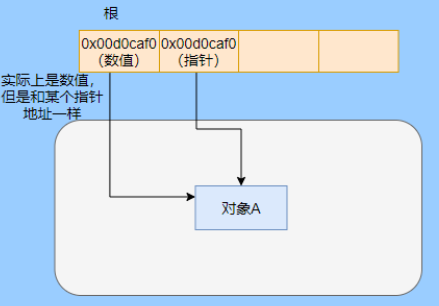 根
0x00d0caf0 0x00d0caf0
（数值） （指针）
实际上是数值，
但是和某个指针
地址一样
对象A